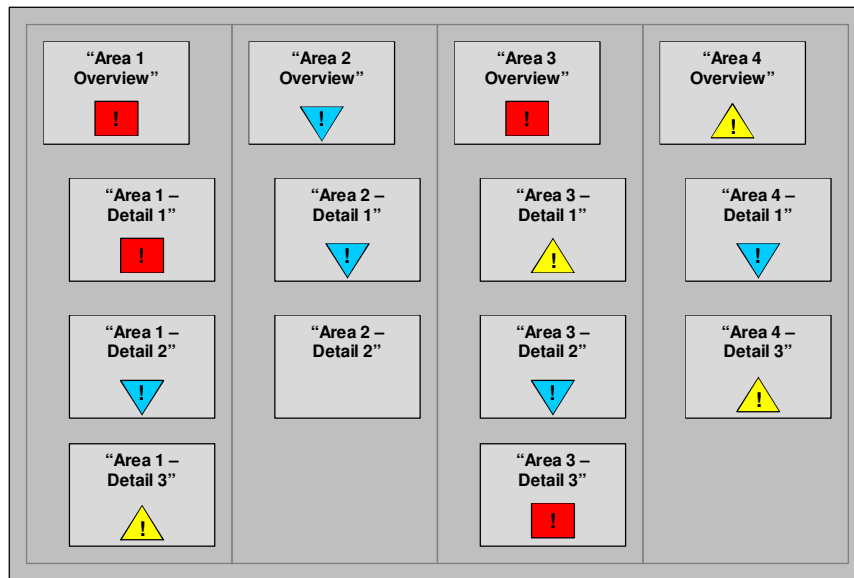 “Area 1
Overview”
!
“Area 2
Overview”
!
“Area 3
Overview”
!
“Area 4
Overview”
!
“Area 1 –
Detail 1”
!
“Area 2 –
Detail 1”
!
“Area 3 –
Detail 1”
!
“Area 4 –
Detail 1”
!
“Area 1 –
Detail 2”
!
“Area 2 –
Detail 2”
“Area 3 –
Detail 2”
!
“Area 4 –
Detail 3”
!
“Area 1 –
Detail 3”
!
“Area 3 –
Detail 3”
!